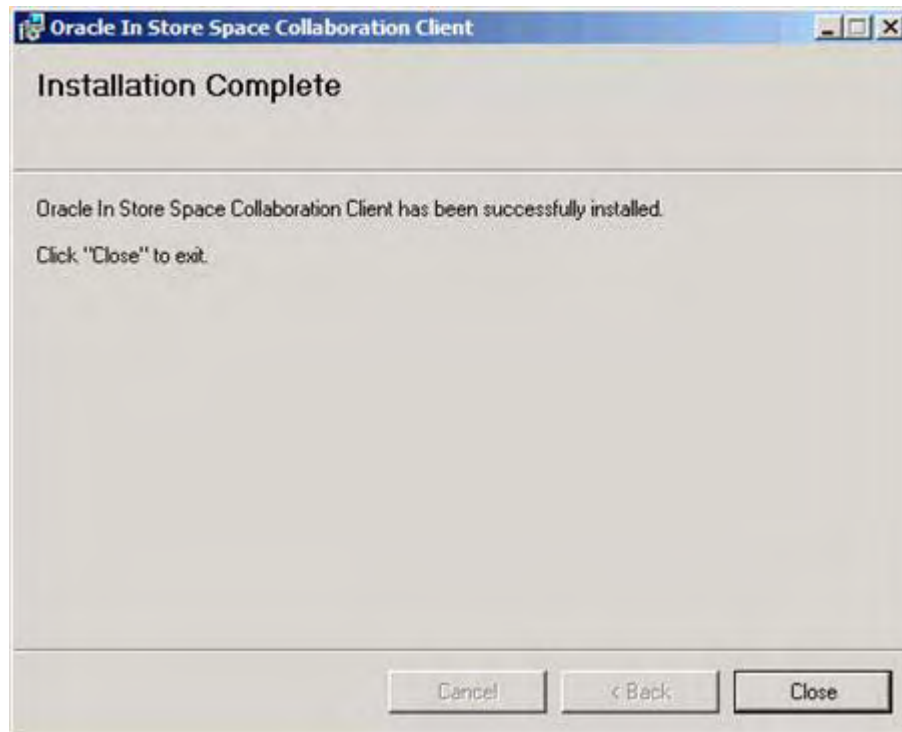 Oracle In Store Space Collaboration Client
Installation Complete
Oracle In Store Space Collaboration Client has been successfully installed.
Click "Close" to exit.
Cancel
< Back
Close